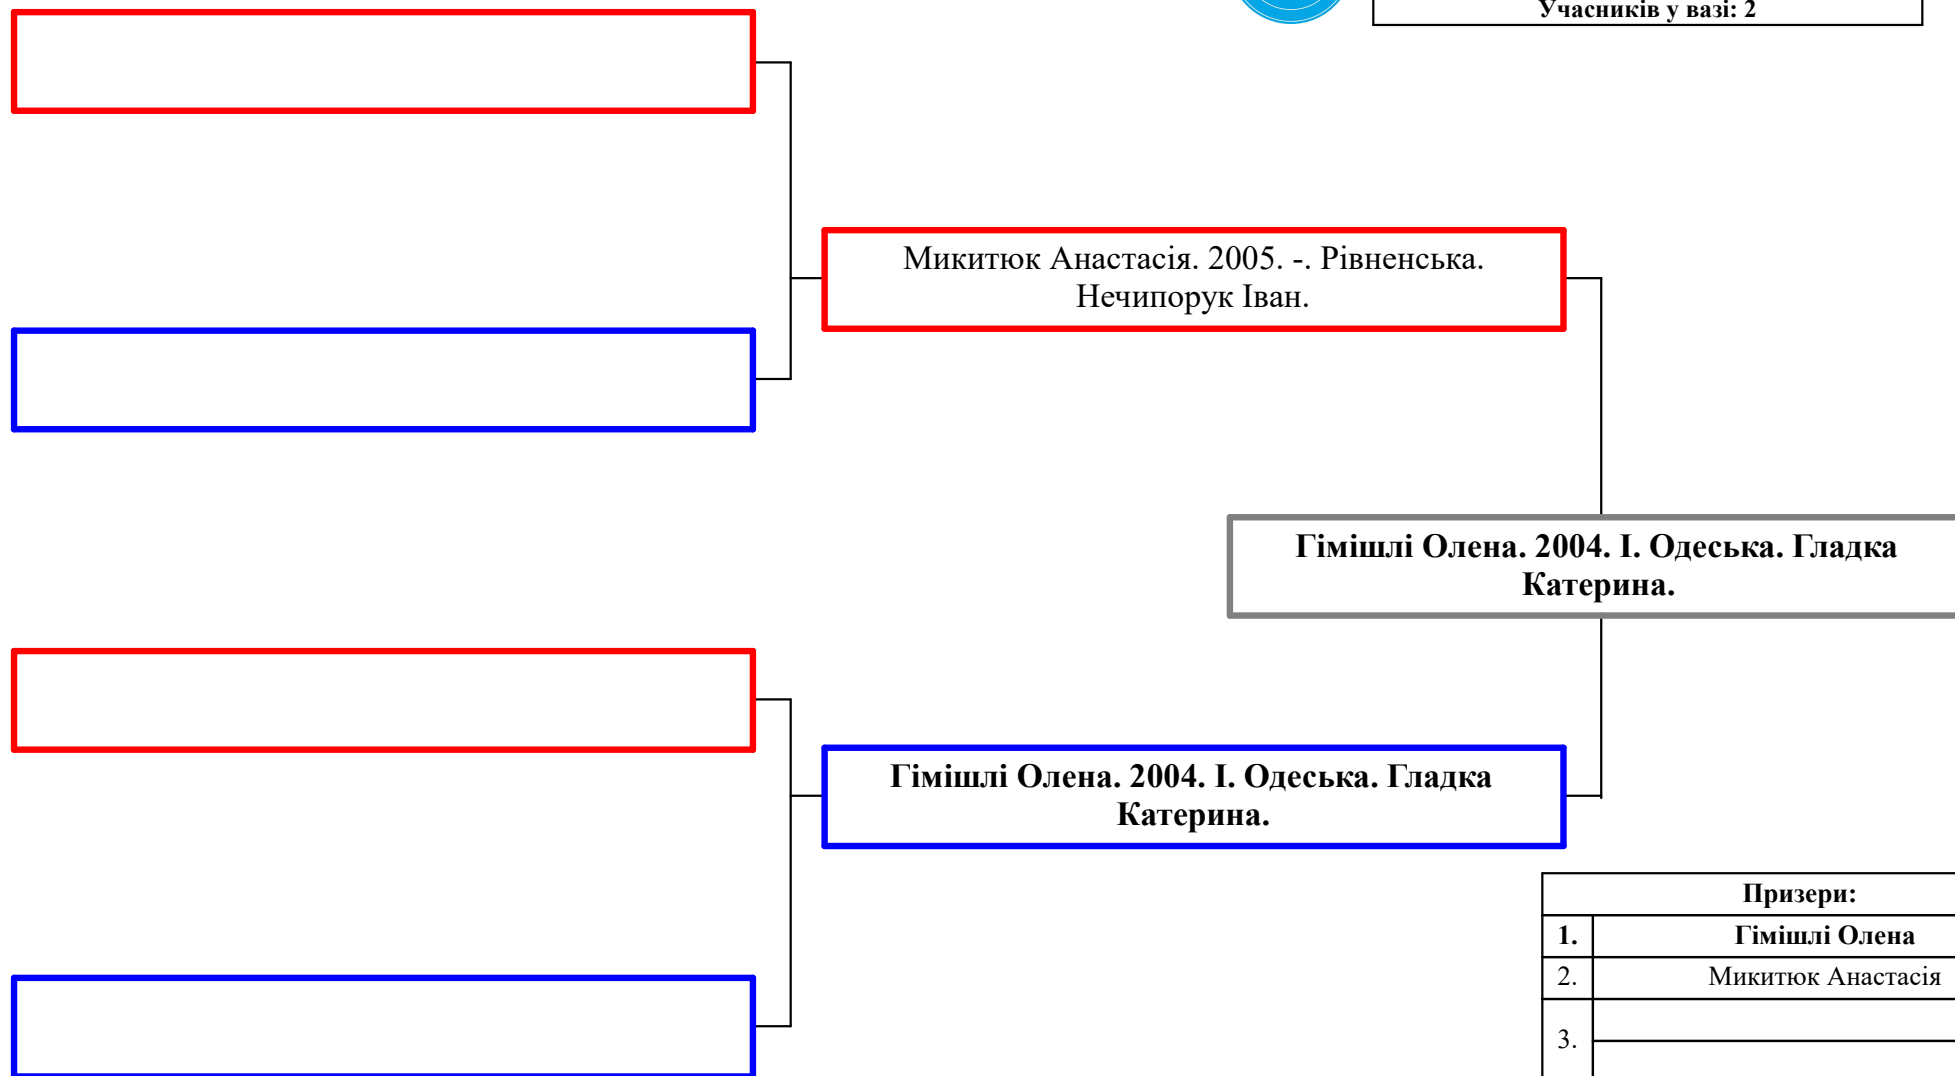 Учасників у вазі: 2
Микитюк Анастасія. 2005. -. Рівненська.
Нечипорук Іван.
Гімішлі Олена. 2004. І. Одеська. Гладка
Катерина.
Гімішлі Олена. 2004. І. Одеська. Гладка
Катерина.
Призери:
1. Гімішлі Олена
2. Микитюк Анастасія
3.